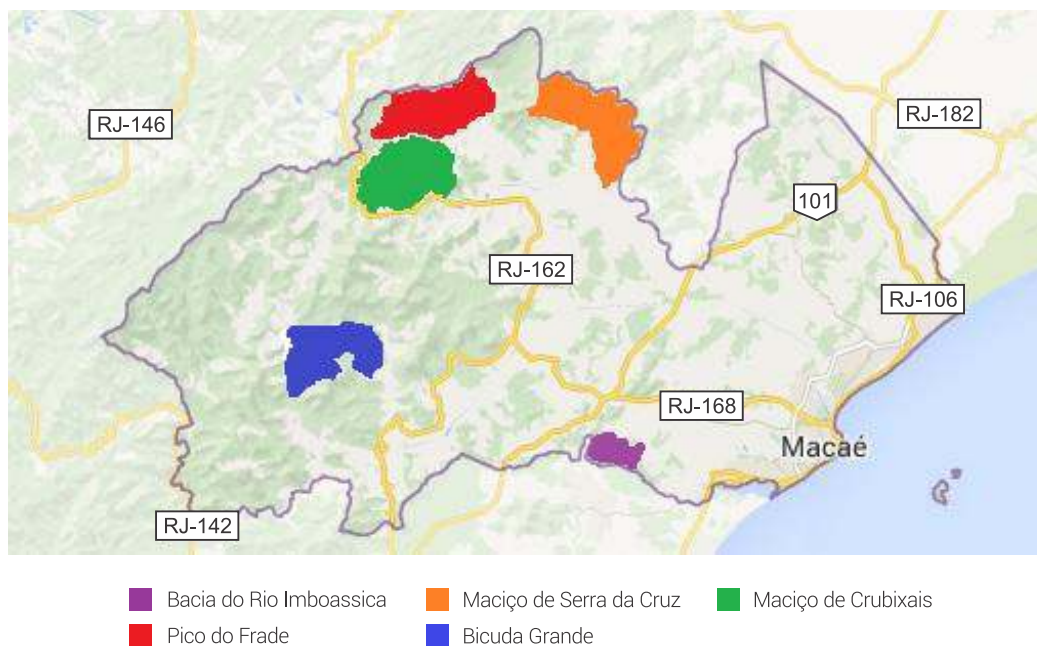 RJ-146
RJ-182
101
RJ-162
RJ-106
RJ-168
Macaé
RJ-142
Bacia do Rio Imboassica
Maciço de Serra da Cruz
Maciço de Crubixais
Pico do Frade
Bicuda Grande